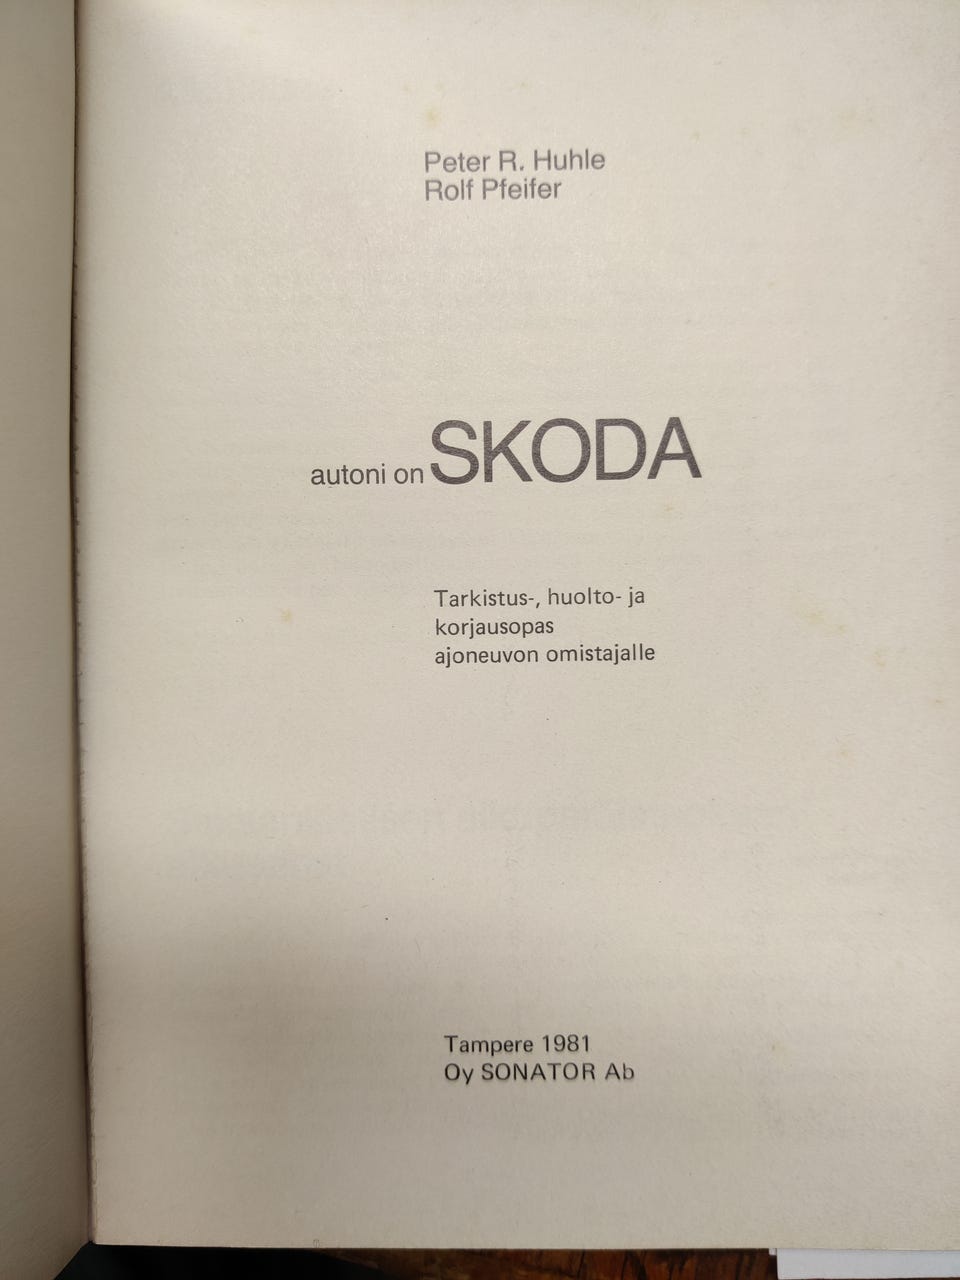 Peter R. Huhle
Rolf Pfeifer
autoni on SKODA
Tarkistus-, huolto- ja
korjausopas
ajoneuvon omistajalle
Tampere 1981
Oy SONATOR Ab